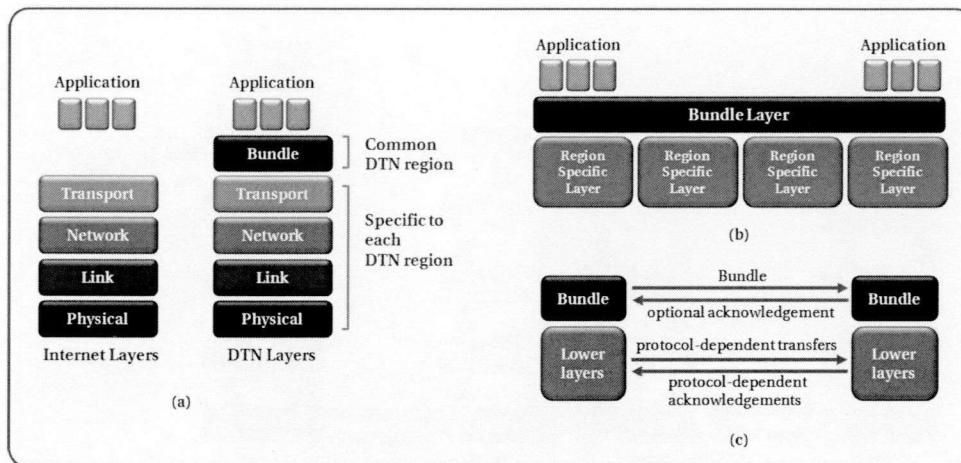 Application
Application
Bundle
Common
DTN region
Transport
Transport
Network
Network
Specific to
each
DTN region
Link
Link
Physical
Physical
Internet Layers
DTN Layers
(a)
Application
Application
Bundle Layer
Region
Specific
Layer
Region
Specific
Layer
Region
Specific
Layer
Region
Specific
Layer
(b)
Bundle
Bundle
optional acknowledgement
Bundle
Lower
layers
protocol-dependent transfers
protocol-dependent
acknowledgements
Lower
layers
(c)